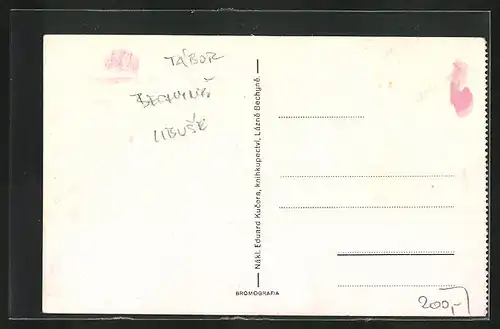 TÁBOR
BECHYNĚ
LIBUŠE
Nákl. Eduard Kučera, knihkupectví, Lázně Bechyně.
BROMOGRAFIA
200,-